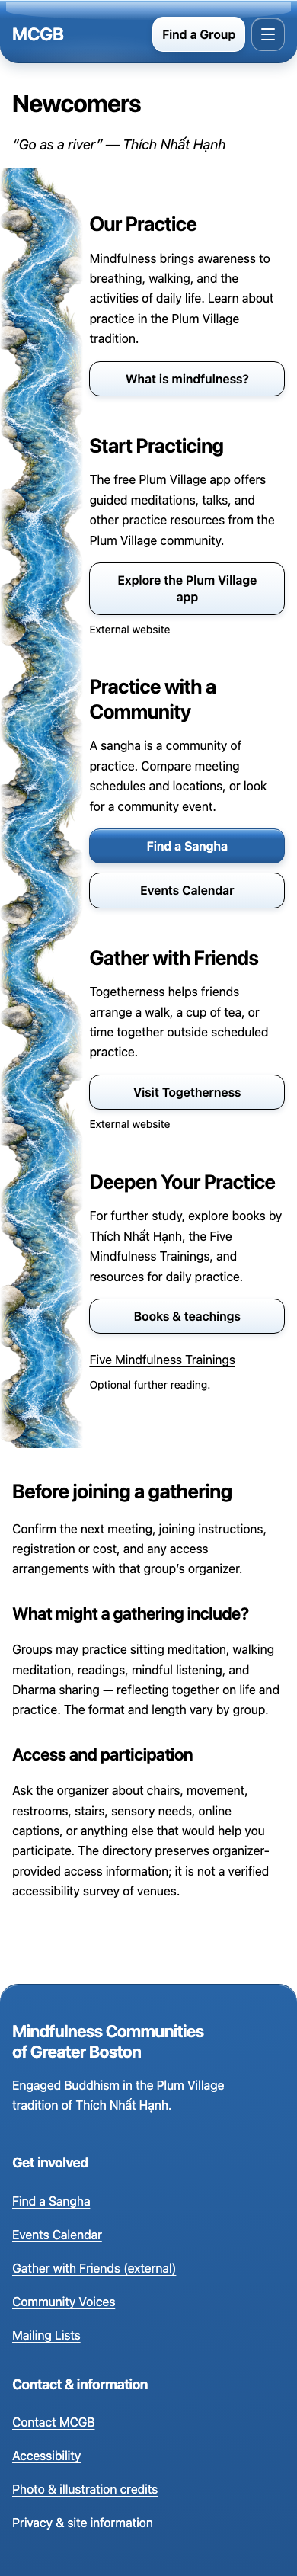 MCGB
Find a Group
Newcomers
“Go as a river” — Thích Nhất Hạnh
Our Practice
Mindfulness brings awareness to
breathing, walking, and the
activities of daily life. Learn about
practice in the Plum Village
tradition.
What is mindfulness?
Start Practicing
The free Plum Village app offers
guided meditations, talks, and
other practice resources from the
Plum Village community.
Explore the Plum Village
app
External website
Practice with a
Community
A sangha is a community of
practice. Compare meeting
schedules and locations, or look
for a community event.
Find a Sangha
Events Calendar
Gather with Friends
Togetherness helps friends
arrange a walk, a cup of tea, or
time together outside scheduled
practice.
Visit Togetherness
External website
Deepen Your Practice
For further study, explore books by
Thích Nhất Hạnh, the Five
Mindfulness Trainings, and
resources for daily practice.
Books & teachings
Five Mindfulness Trainings
Optional further reading.
Before joining a gathering
Confirm the next meeting, joining instructions,
registration or cost, and any access
arrangements with that group’s organizer.
What might a gathering include?
Groups may practice sitting meditation, walking
meditation, readings, mindful listening, and
Dharma sharing — reflecting together on life and
practice. The format and length vary by group.
Access and participation
Ask the organizer about chairs, movement,
restrooms, stairs, sensory needs, online
captions, or anything else that would help you
participate. The directory preserves organizer-
provided access information; it is not a verified
accessibility survey of venues.
Mindfulness Communities
of Greater Boston
Engaged Buddhism in the Plum Village
tradition of Thích Nhất Hạnh.
Get involved
Find a Sangha
Events Calendar
Gather with Friends (external)
Community Voices
Mailing Lists
Contact & information
Contact MCGB
Accessibility
Photo & illustration credits
Privacy & site information